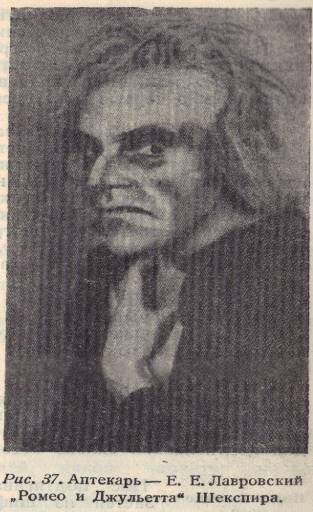 Рис. 37. Аптекарь — Е. Е. Лавровский
„Ромео и Джульетта“ Шекспира.